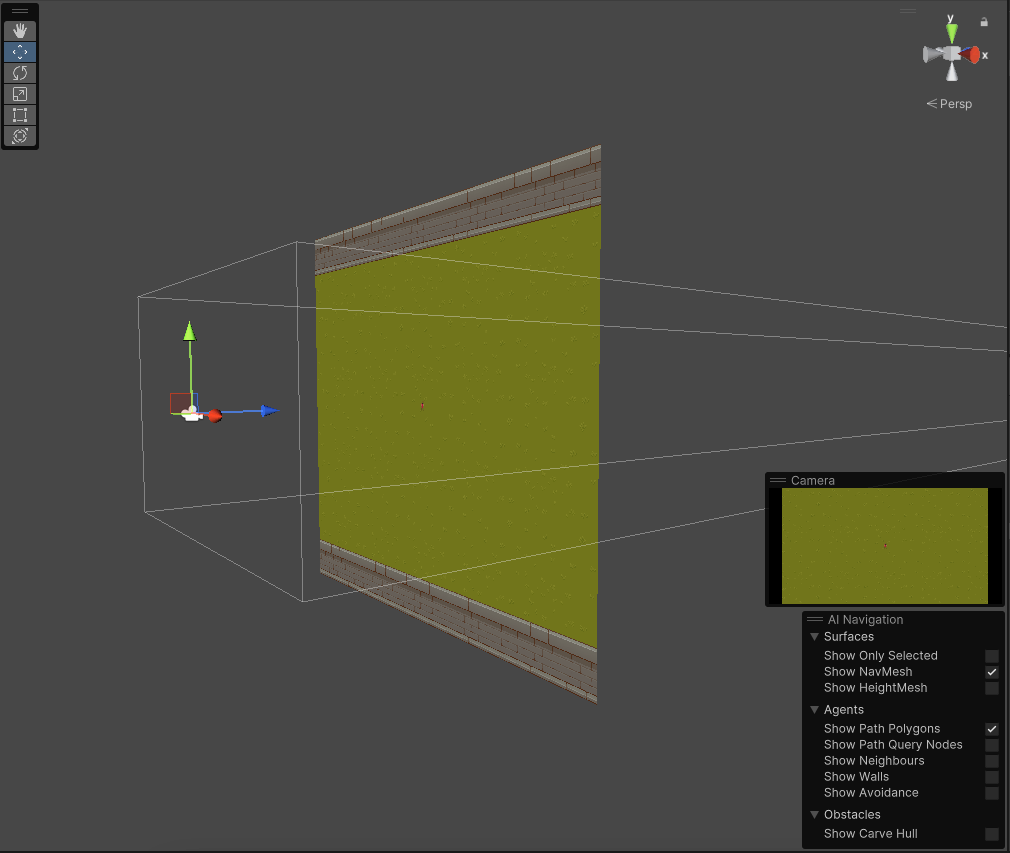 y
x
Persp
Camera
AI Navigation
Surfaces
Show Only Selected
Show NavMesh
Show HeightMesh
Agents
Show Path Polygons
Show Path Query Nodes
Show Neighbours
Show Walls
Show Avoidance
Obstacles
Show Carve Hull